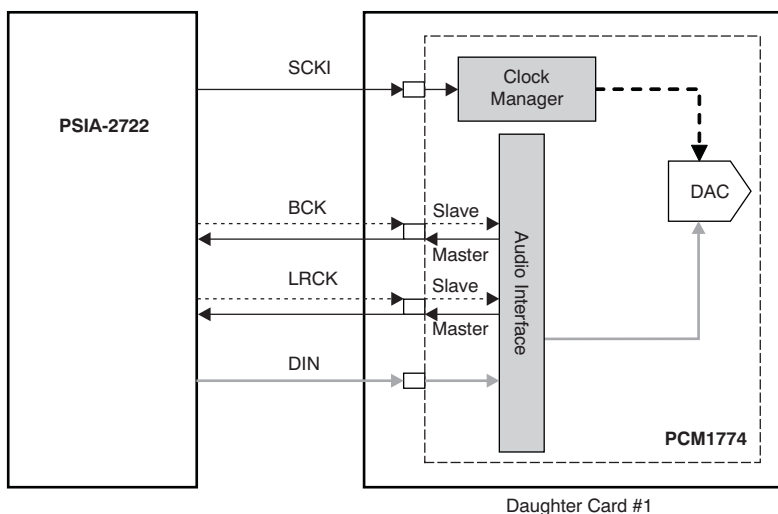 SCKI
Clock
Manager
PSIA-2722
DAC
BCK
Slave
Master
Audio Interface
LRCK
Slave
Master
DIN
PCM1774
Daughter Card #1